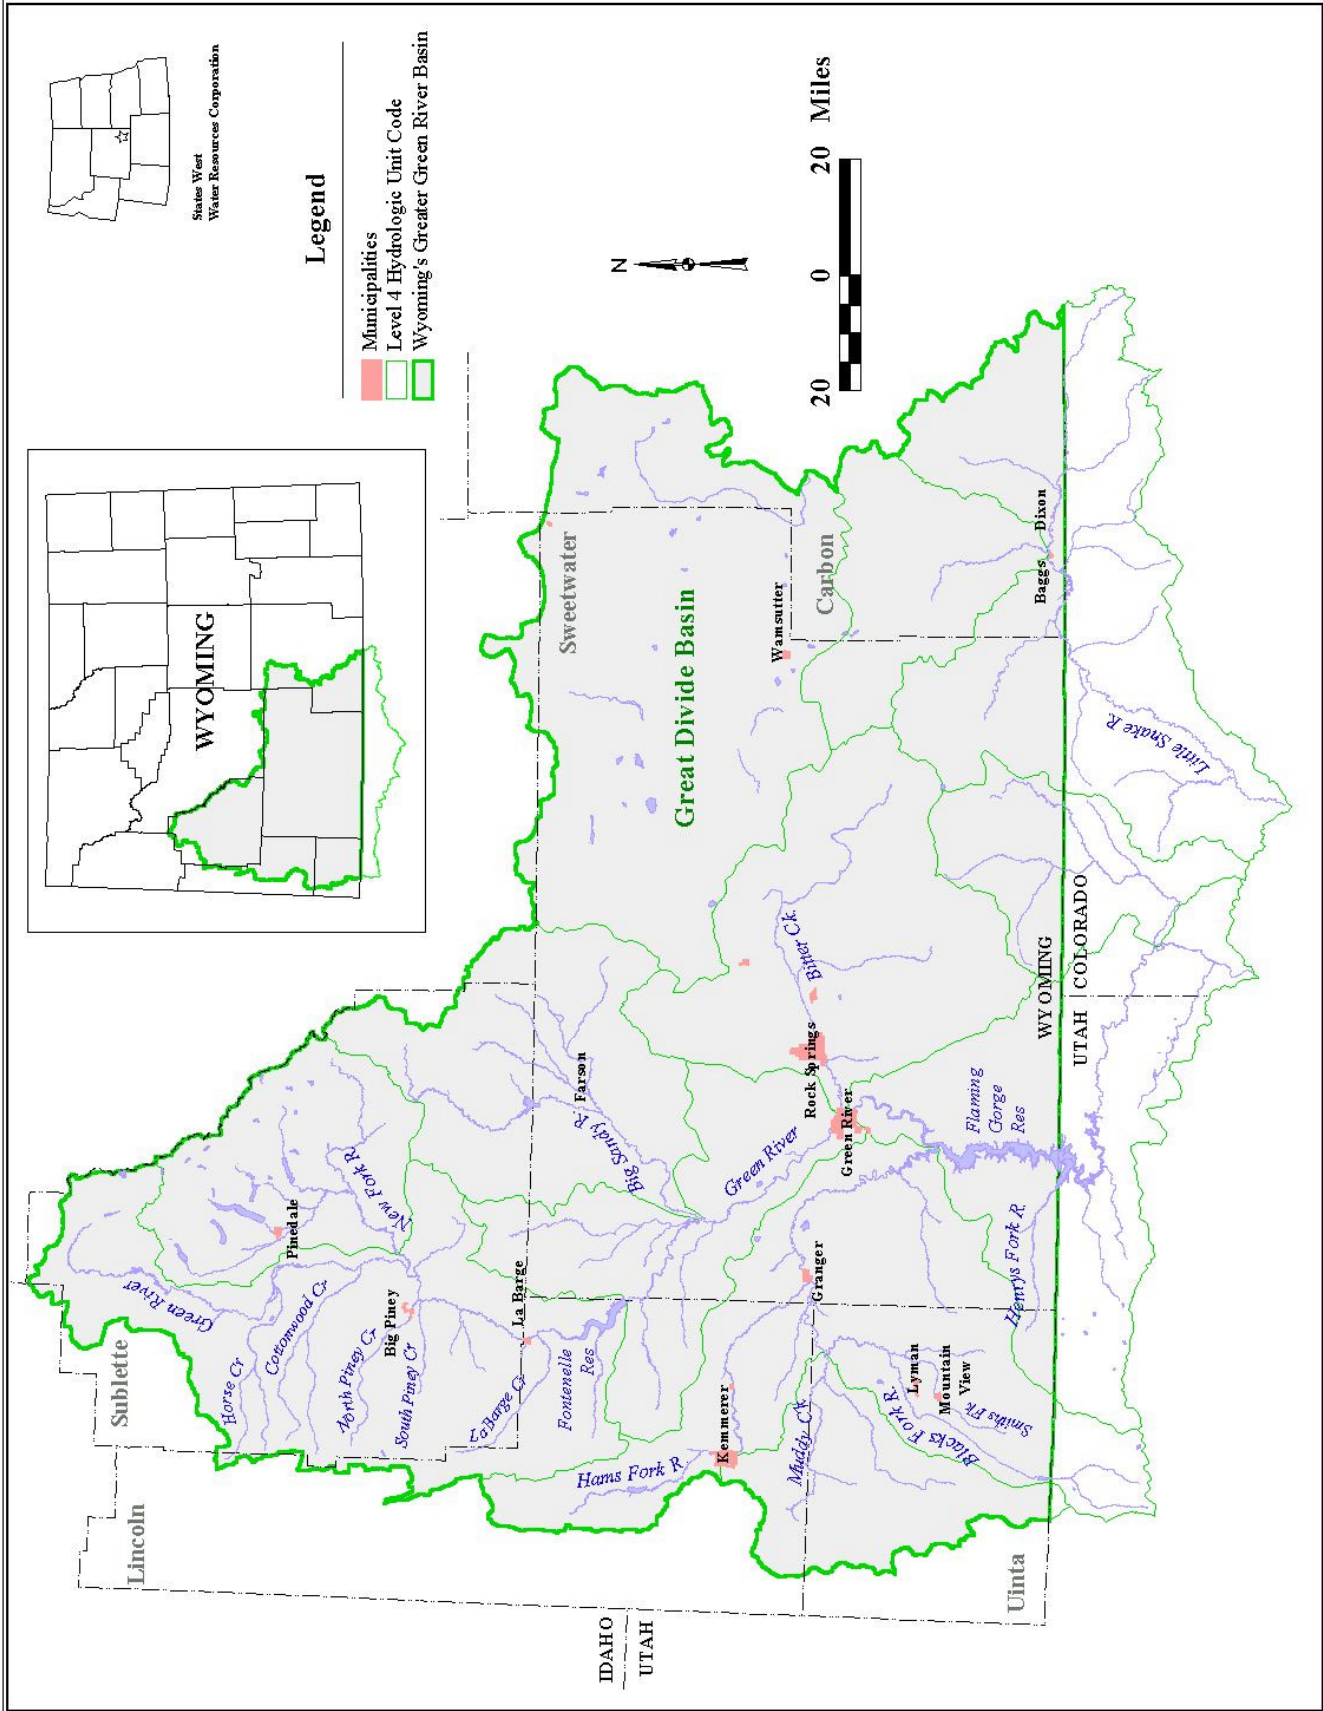 States West
Water Resources Corporation
Legend
Municipalities
Level 4 Hydrologic Unit Code
Wyoming's Greater Green River Basin
WYOMING
N
20 0 20 Miles
Sublette
Lincoln
Sweetwater
Carbon
Uinta
Great Divide Basin
IDAHO
UTAH
WYOMING
UTAH
COLORADO
Green River
Horse Cr
Cottonwood Cr
North Piney Cr
South Piney Cr
New Fork R.
Pinedale
Big Piney
La Barge
LaBarge Cr
Fontenelle
Res
Big Sandy R.
Farson
Hams Fork R.
Kemmerer
Green River
Granger
Green River
Rock Springs
Bitter Ck.
Wamsutter
Muddy Ck
Blacks Fork R.
Lyman
Mountain
View
Smiths Fk
Henrys Fork R.
Flaming
Gorge
Res
Baggs
Dixon
Little Snake R.